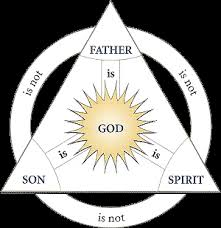 FATHER
is not
is not
is
GOD
is
is
SON
SPIRIT
is not